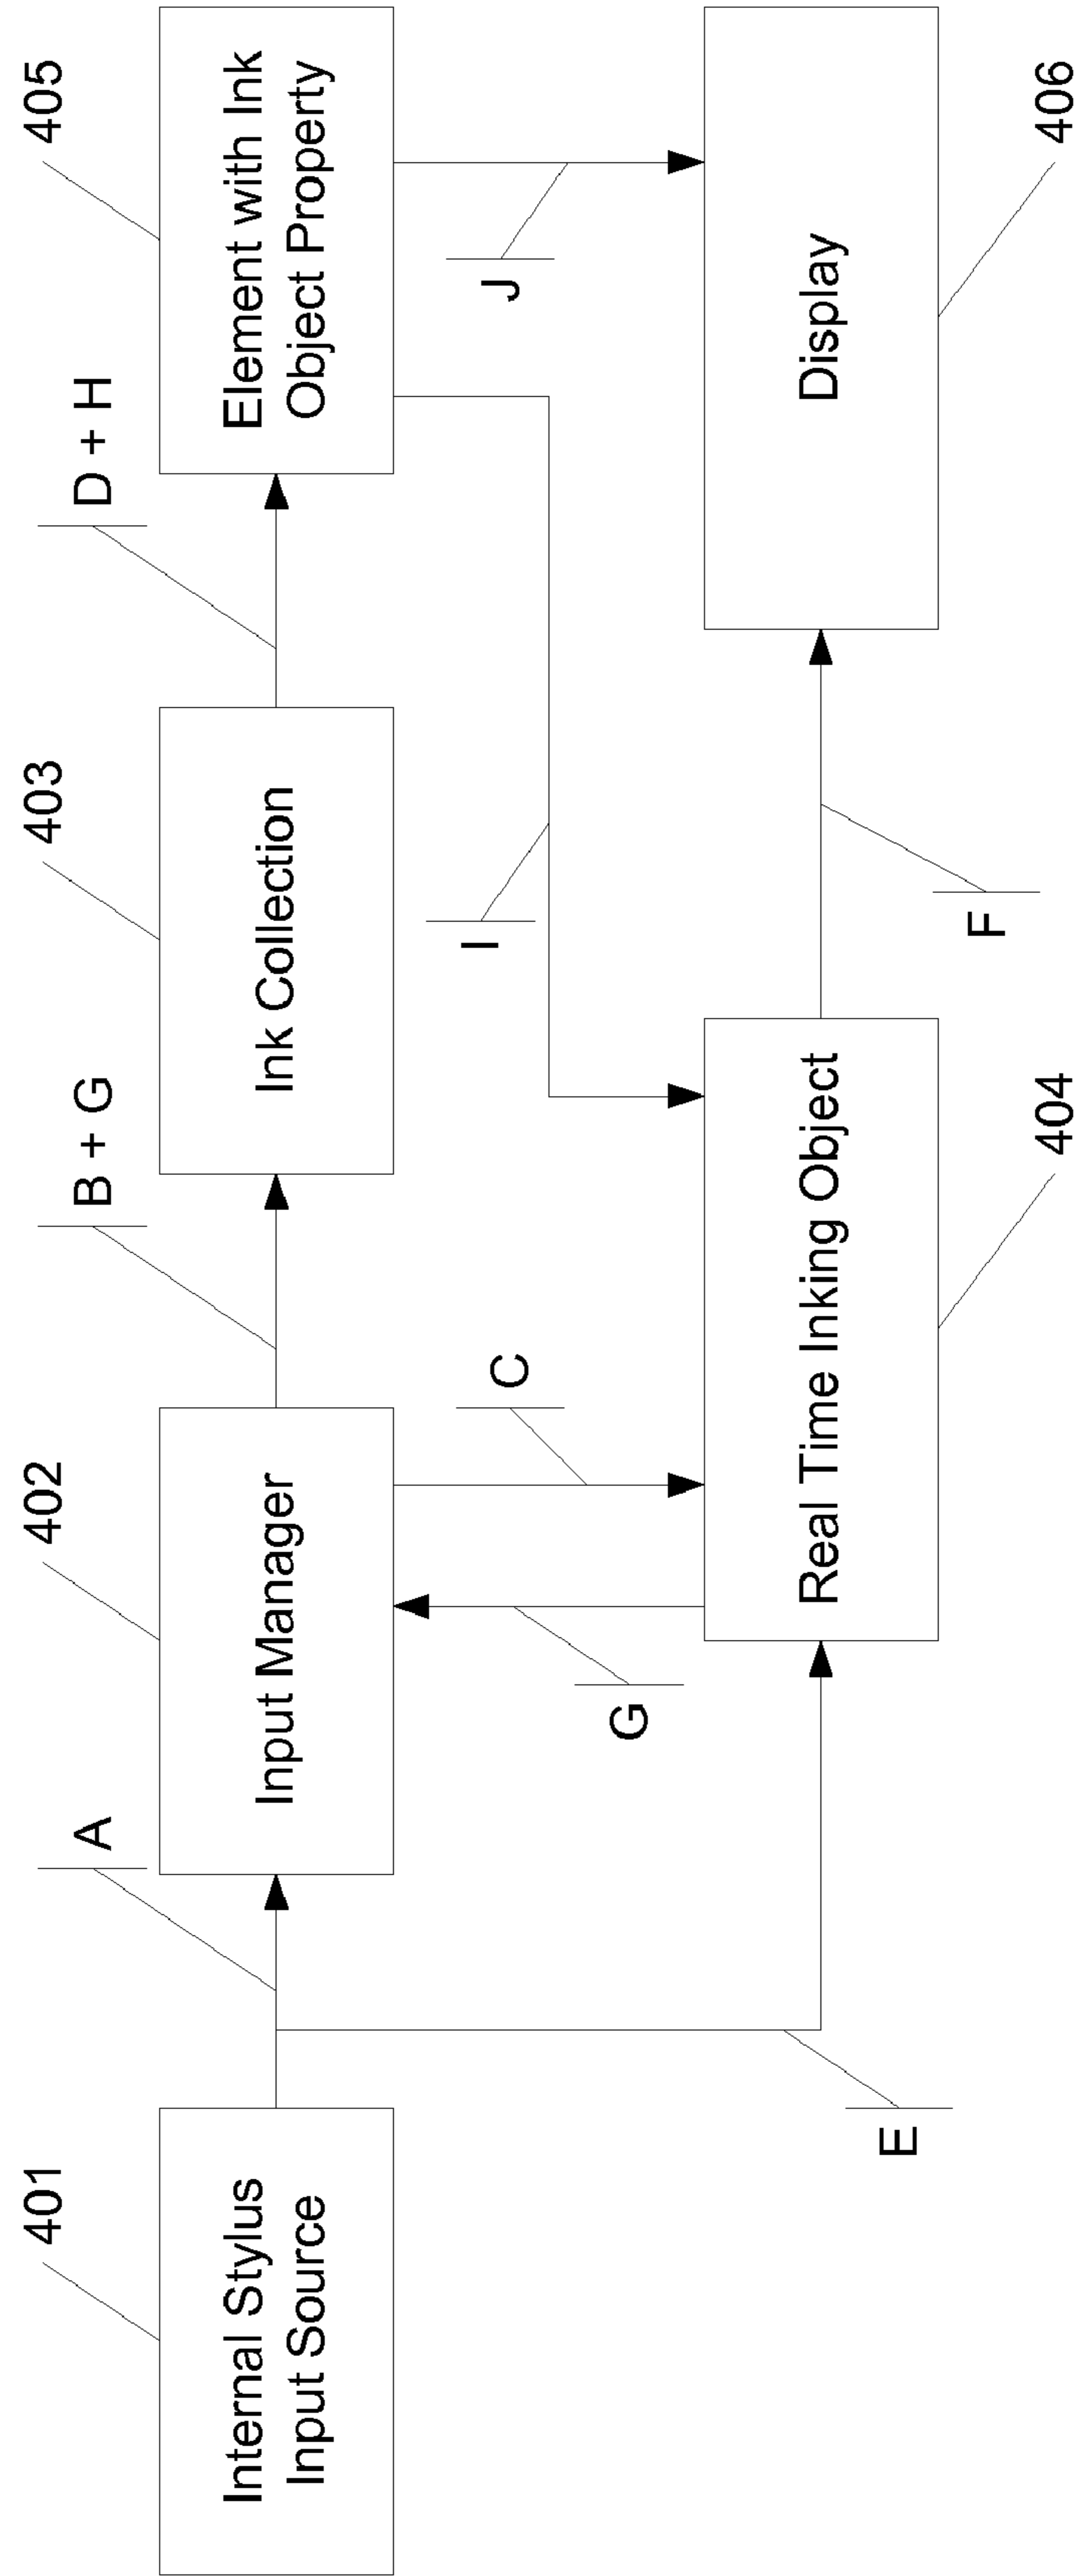 401
Internal Stylus
Input Source
A
402
Input Manager
B + G
403
Ink Collection
D + H
405
Element with Ink
Object Property
E
G
C
I
J
404
Real Time Inking Object
F
406
Display